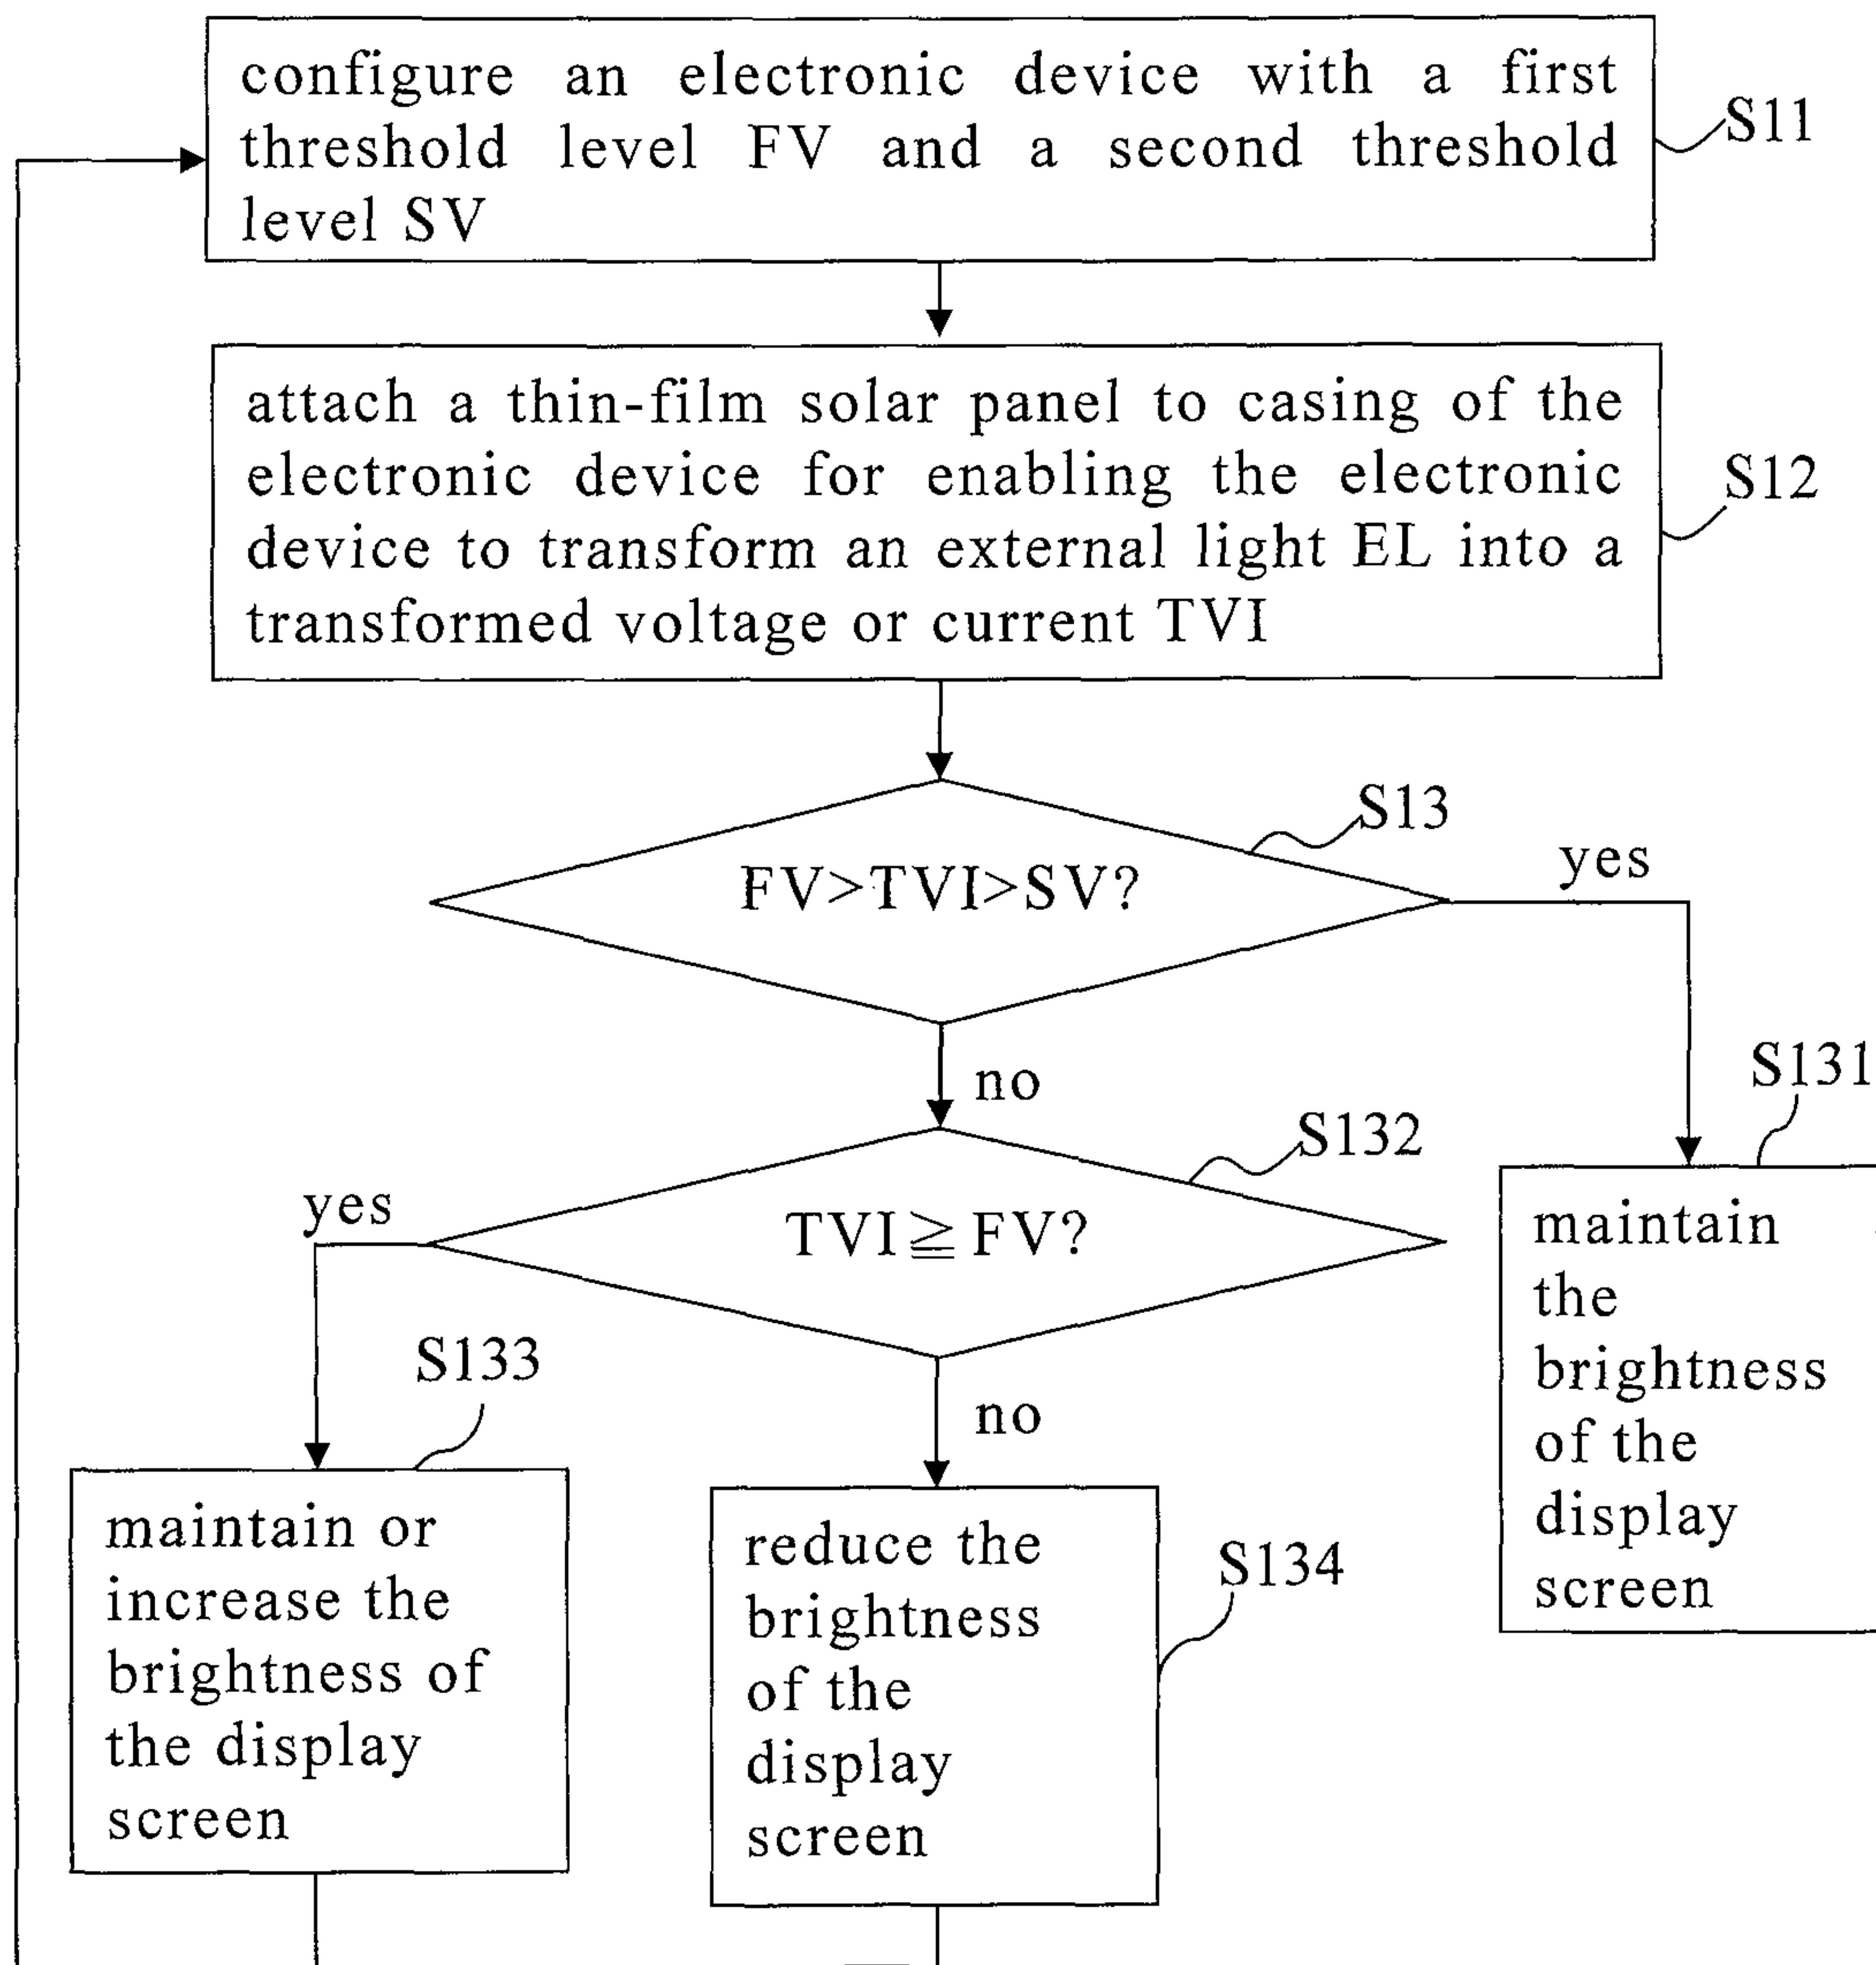 configure an electronic device with a first
threshold level FV and a second threshold
level SV
S11
attach a thin-film solar panel to casing of the
electronic device for enabling the electronic
device to transform an external light EL into a
transformed voltage or current TVI
S12
S13
FV>TVI>SV?
yes
no
S131
S132
yes
TVI≧FV?
maintain
the
brightness
of the
display
screen
S133
no
maintain or
increase the
brightness of
the display
screen
reduce the
brightness
of the
display
screen
S134